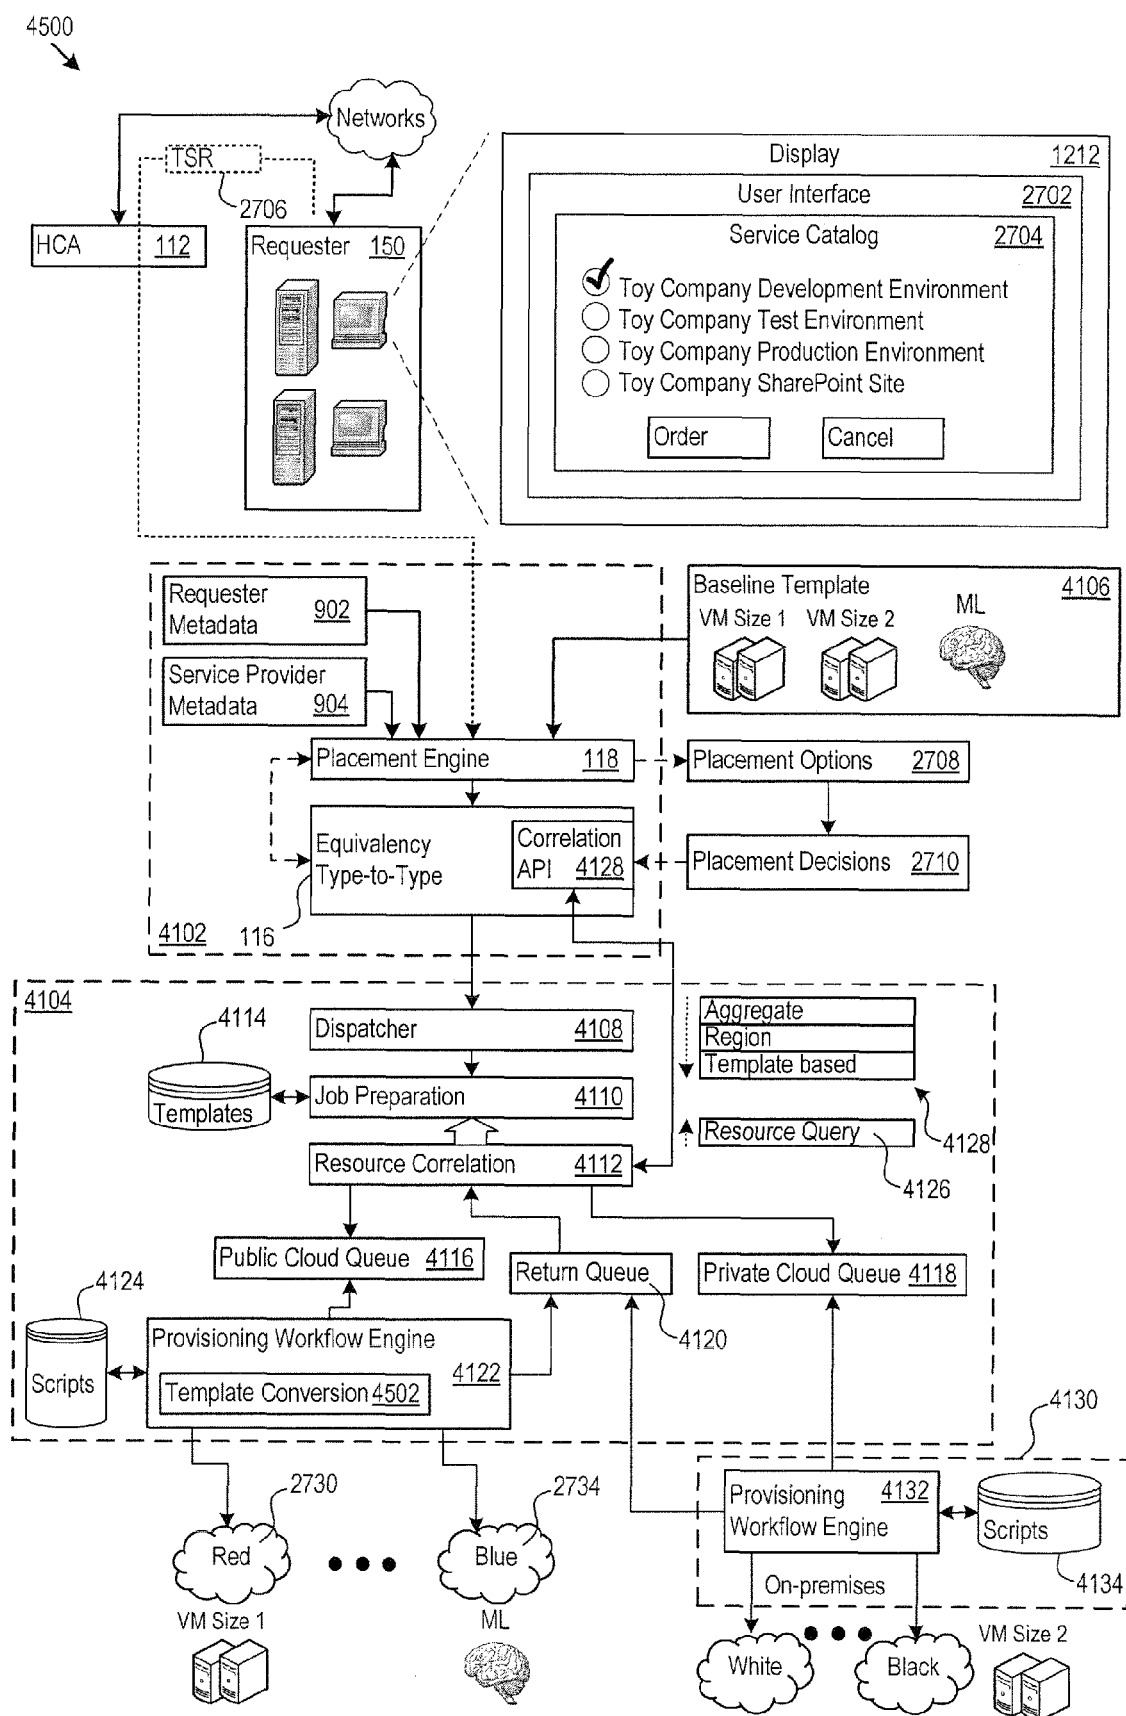 4500
Networks
TSR
2706
HCA 112
Requester 150
Display 1212
User Interface 2702
Service Catalog 2704
Toy Company Development Environment
Toy Company Test Environment
Toy Company Production Environment
Toy Company SharePoint Site
Order
Cancel
Requester
Metadata 902
Service Provider
Metadata 904
Baseline Template 4106
VM Size 1
VM Size 2
ML
Placement Engine 118
Placement Options 2708
Equivalency
Type-to-Type
Correlation
API 4128
Placement Decisions 2710
4102
116
4104
4114
Templates
Dispatcher 4108
Job Preparation 4110
Resource Correlation 4112
Aggregate
Region
Template based
4128
Resource Query
4126
Public Cloud Queue 4116
Return Queue
4120
Private Cloud Queue 4118
4124
Scripts
Provisioning Workflow Engine
4122
Template Conversion 4502
4130
2730
Red
VM Size 1
2734
Blue
ML
Provisioning
Workflow Engine
4132
Scripts
4134
On-premises
White
Black
VM Size 2